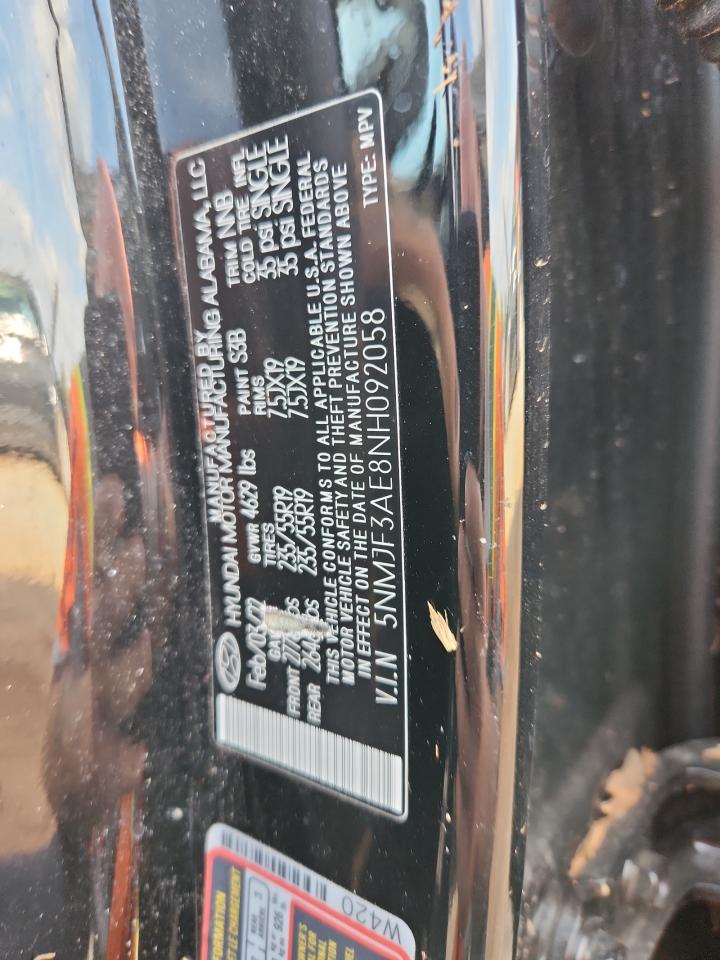 MANUFACTURED BY
HYUNDAI MOTOR MANUFACTURING ALABAMA, LLC
Feb/03/22 GVWR 4629 lbs PAINT S3B TRIM NNB
TIRES RIMS COLD TIRE INFL
FRONT 235/55R19 7.5JX19 35 psi SINGLE
REAR 235/55R19 7.5JX19 35 psi SINGLE
THIS VEHICLE CONFORMS TO ALL APPLICABLE U.S.A. FEDERAL
MOTOR VEHICLE SAFETY AND THEFT PREVENTION STANDARDS
IN EFFECT ON THE DATE OF MANUFACTURE SHOWN ABOVE
V.I.N 5NMJF3AE8NH092058 TYPE: MPV
W420